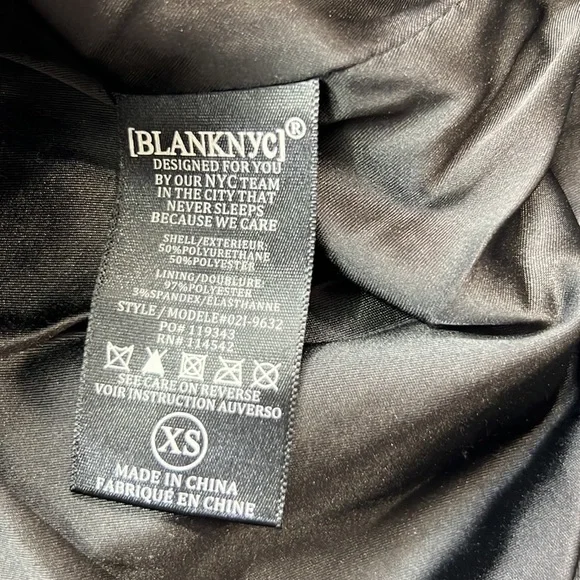 [BLANKNYC]®
DESIGNED FOR YOU
BY OUR NYC TEAM
IN THE CITY THAT
NEVER SLEEPS
BECAUSE WE CARE
SHELL/EXTERIEUR:
50%POLYURETHANE
50%POLYESTER
LINING/DOUBLURE:
97%POLYESTER
3%SPANDEX/ÉLASTHANNE
STYLE / MODELE#02I-9632
PO# 119343
RN# 114542
SEE CARE ON REVERSE
VOIR INSTRUCTION AUVERSO
XS
MADE IN CHINA
FABRIQUÉ EN CHINE